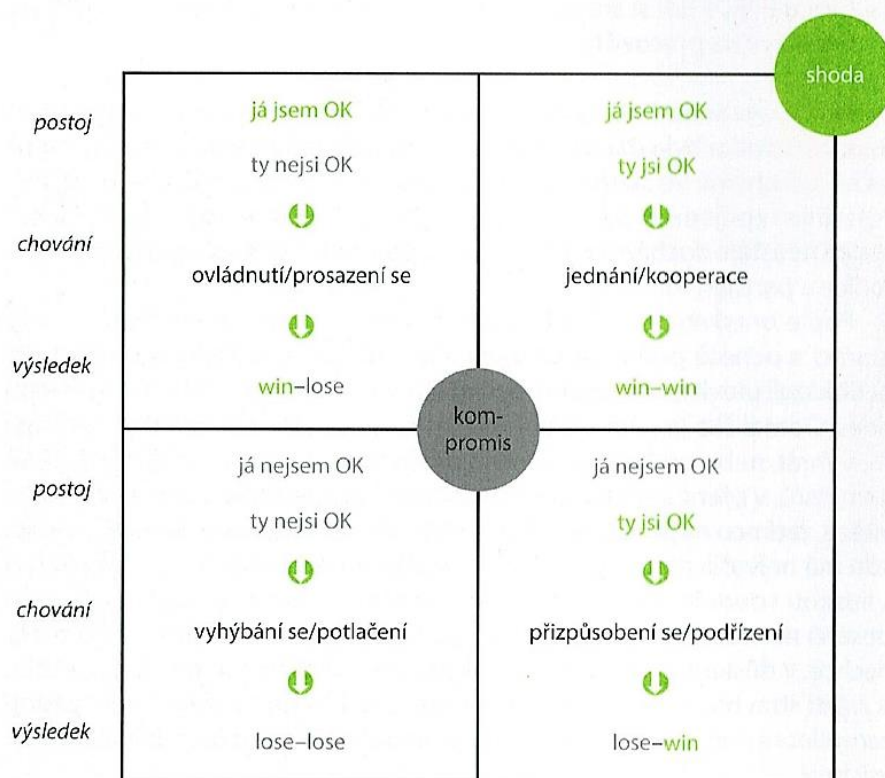 shoda
postoj
já jsem OK
ty nejsi OK
já jsem OK
ty jsi OK
chování
ovládnutí/prosazení se
jednání/kooperace
výsledek
win–lose
win–win
kom-
promis
postoj
já nejsem OK
ty nejsi OK
já nejsem OK
ty jsi OK
chování
vyhýbání se/potlačení
přizpůsobení se/podřízení
výsledek
lose–lose
lose–win